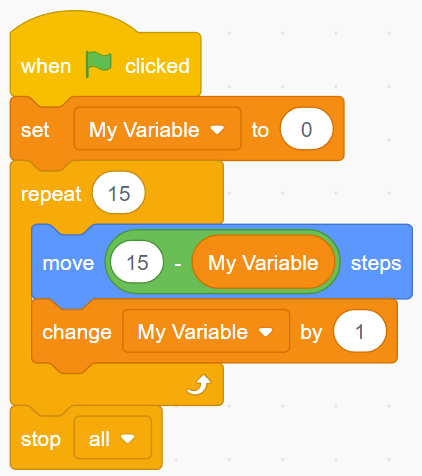 when clicked
set My Variable to 0
repeat 15
move 15 - My Variable steps
change My Variable by 1
stop all